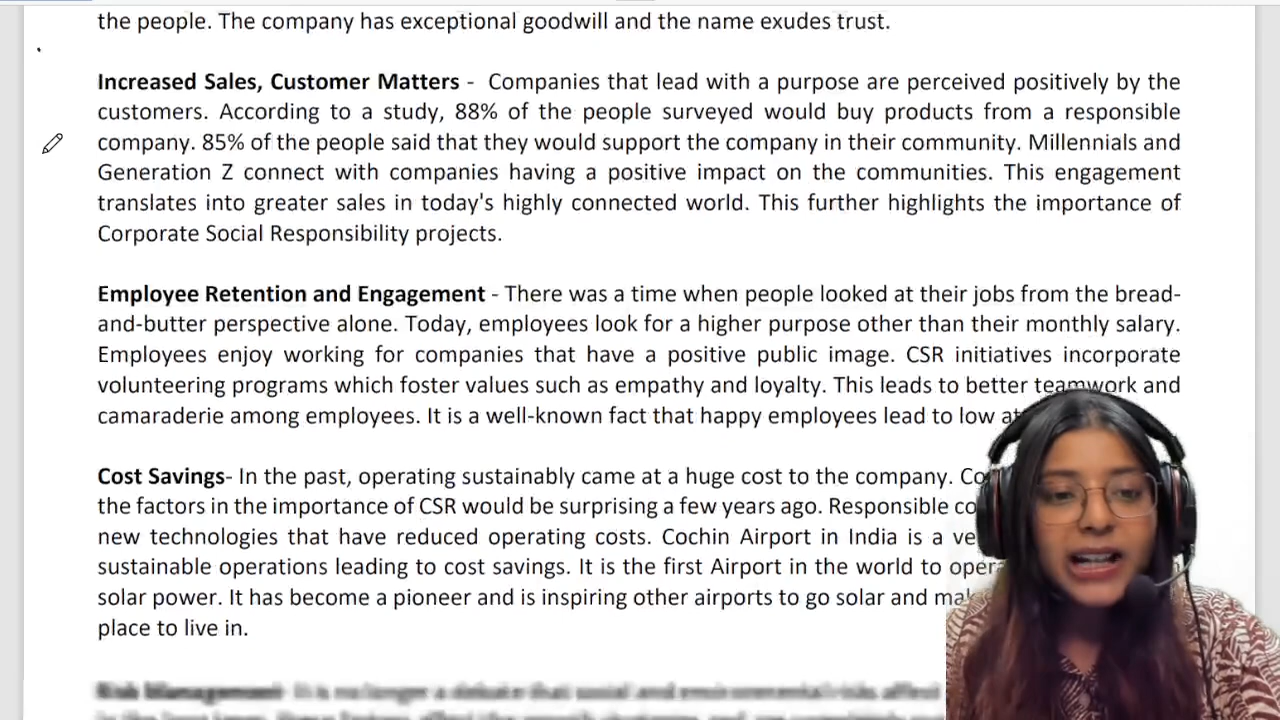 the people. The company has exceptional goodwill and the name exudes trust.
Increased Sales, Customer Matters - Companies that lead with a purpose are perceived positively by the
customers. According to a study, 88% of the people surveyed would buy products from a responsible
company. 85% of the people said that they would support the company in their community. Millennials and
Generation Z connect with companies having a positive impact on the communities. This engagement
translates into greater sales in today's highly connected world. This further highlights the importance of
Corporate Social Responsibility projects.
Employee Retention and Engagement - There was a time when people looked at their jobs from the bread-
and-butter perspective alone. Today, employees look for a higher purpose other than their monthly salary.
Employees enjoy working for companies that have a positive public image. CSR initiatives incorporate
volunteering programs which foster values such as empathy and loyalty. This leads to better teamwork and
camaraderie among employees. It is a well-known fact that happy employees lead to low
Cost Savings- In the past, operating sustainably came at a huge cost to the company.
the factors in the importance of CSR would be surprising a few years ago. Responsible
new technologies that have reduced operating costs. Cochin Airport in India is a
sustainable operations leading to cost savings. It is the first Airport in the world to
solar power. It has become a pioneer and is inspiring other airports to go solar and
place to live in.